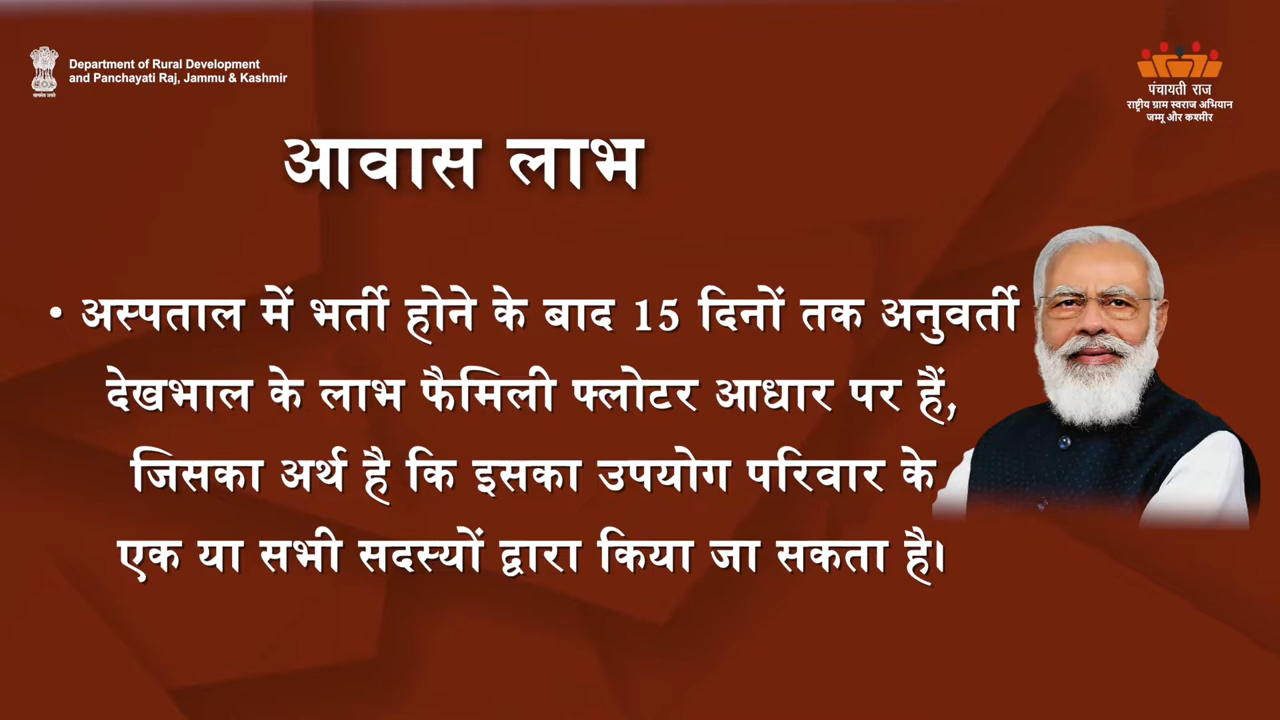 Department of Rural Development
and Panchayati Raj, Jammu & Kashmir
पंचायती राज
राष्ट्रीय ग्राम स्वराज अभियान
जम्मू और कश्मीर
आवास लाभ
• अस्पताल में भर्ती होने के बाद 15 दिनों तक अनुवर्ती
देखभाल के लाभ फैमिली फ्लोटर आधार पर हैं,
जिसका अर्थ है कि इसका उपयोग परिवार के
एक या सभी सदस्यों द्वारा किया जा सकता है।